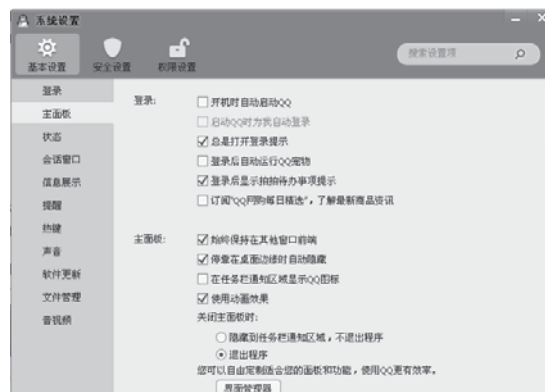 系统设置
基本设置 安全设置 权限设置 搜索设置项
登录
主面板
状态
会话窗口
信息展示
提醒
热键
声音
软件更新
文件管理
音视频
登录: 开机时自动启动QQ
启动QQ时为我自动登录
总是打开登录提示
登录后自动运行QQ宠物
登录后显示拍拍待办事项提示
订阅"QQ网购每日精选", 了解最新商品资讯
主面板: 始终保持在其他窗口前端
停靠在桌面边缘时自动隐藏
在任务栏通知区域显示QQ图标
使用动画效果
关闭主面板时:
隐藏到任务栏通知区域, 不退出程序
退出程序
您可以自由定制适合您的面板和功能, 使用QQ更有效率。
界面管理器